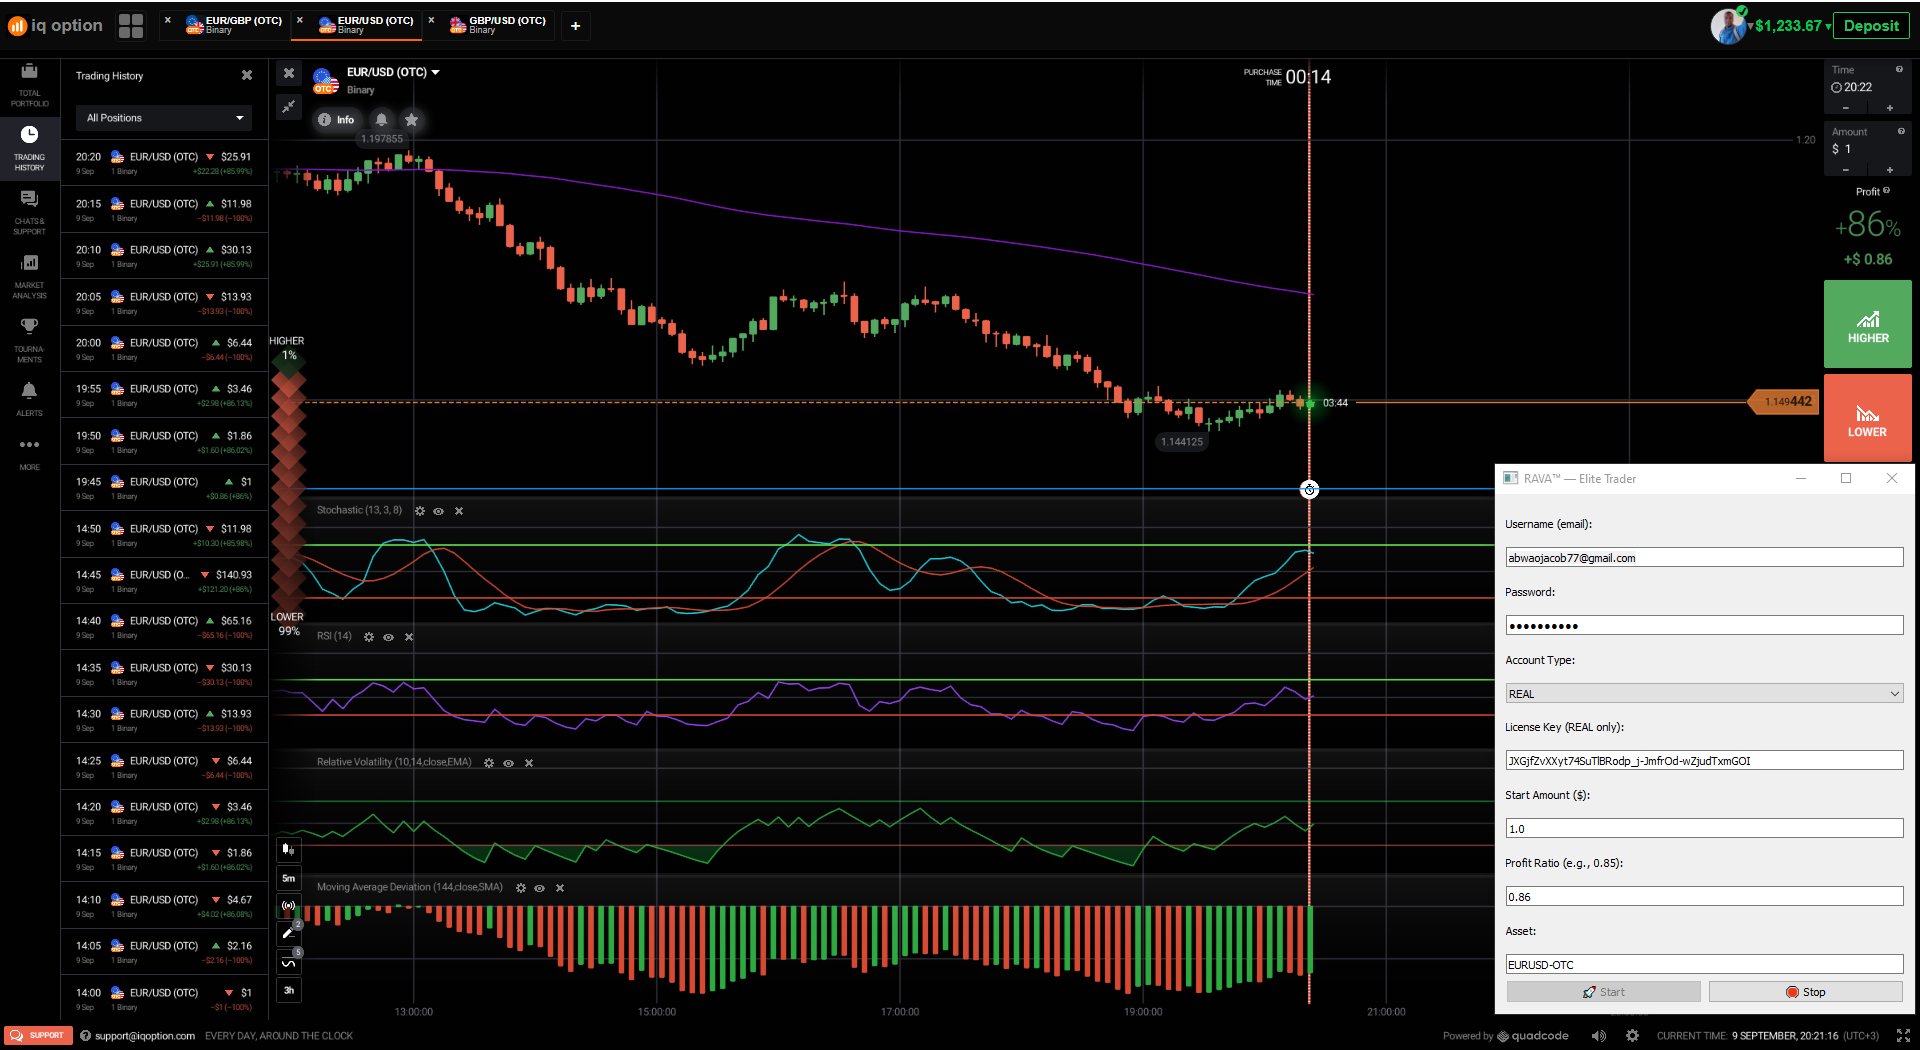 iq option
EUR/GBP (OTC)
Binary
EUR/USD (OTC)
Binary
GBP/USD (OTC)
Binary
+
$1,233.67
Deposit
TOTAL
PORTFOLIO
TRADING
HISTORY
CHATS &
SUPPORT
MARKET
ANALYSIS
TOURNA-
MENTS
ALERTS
MORE
Trading History
All Positions
20:20 EUR/USD (OTC) $25.91
9 Sep 1 Binary +$22.28 (+85.99%)
20:15 EUR/USD (OTC) $11.98
9 Sep 1 Binary −$11.98 (−100%)
20:10 EUR/USD (OTC) $30.13
9 Sep 1 Binary +$25.91 (+85.99%)
20:05 EUR/USD (OTC) $13.93
9 Sep 1 Binary −$13.93 (−100%)
20:00 EUR/USD (OTC) $6.44
9 Sep 1 Binary −$6.44 (−100%)
19:55 EUR/USD (OTC) $3.46
9 Sep 1 Binary +$2.98 (+86.13%)
19:50 EUR/USD (OTC) $1.86
9 Sep 1 Binary +$1.60 (+86.02%)
19:45 EUR/USD (OTC) $1
9 Sep 1 Binary +$0.86 (+86%)
14:50 EUR/USD (OTC) $11.98
9 Sep 1 Binary +$10.30 (+85.98%)
14:45 EUR/USD (O... $140.93
9 Sep 1 Binary +$121.20 (+86%)
14:40 EUR/USD (OTC) $65.16
9 Sep 1 Binary −$65.16 (−100%)
14:35 EUR/USD (OTC) $30.13
9 Sep 1 Binary −$30.13 (−100%)
14:30 EUR/USD (OTC) $13.93
9 Sep 1 Binary −$13.93 (−100%)
14:25 EUR/USD (OTC) $6.44
9 Sep 1 Binary −$6.44 (−100%)
14:20 EUR/USD (OTC) $3.46
9 Sep 1 Binary +$2.98 (+86.13%)
14:15 EUR/USD (OTC) $1.86
9 Sep 1 Binary +$1.60 (+86.02%)
14:10 EUR/USD (OTC) $4.67
9 Sep 1 Binary +$4.02 (+86.08%)
14:05 EUR/USD (OTC) $2.16
9 Sep 1 Binary −$2.16 (−100%)
14:00 EUR/USD (OTC) $1
9 Sep 1 Binary −$1 (−100%)
OTC
EUR/USD (OTC)
Binary
Info
1.197855
PURCHASE
TIME 00:14
1.20
HIGHER
1%
LOWER
99%
03:44
1.149442
1.144125
Stochastic (13, 3, 8)
RSI (14)
Relative Volatility (10,14,close,EMA)
Moving Average Deviation (144,close,SMA)
5m
2
5
3h
13:00:00
15:00:00
17:00:00
19:00:00
21:00:00
Time
20:22
− +
Amount
$ 1
− +
Profit
+86%
+$ 0.86
HIGHER
LOWER
RAVA™ — Elite Trader
Username (email):
abwaojacob77@gmail.com
Password:
Account Type:
REAL
License Key (REAL only):
JXGjfZvXXyt74SuTlBRodp_j-JmfrOd-wZjudTxmGOI
Start Amount ($):
1.0
Profit Ratio (e.g., 0.85):
0.86
Asset:
EURUSD-OTC
Start
Stop
SUPPORT
support@iqoption.com
EVERY DAY, AROUND THE CLOCK
Powered by quadcode
CURRENT TIME: 9 SEPTEMBER, 20:21:16 (UTC+3)